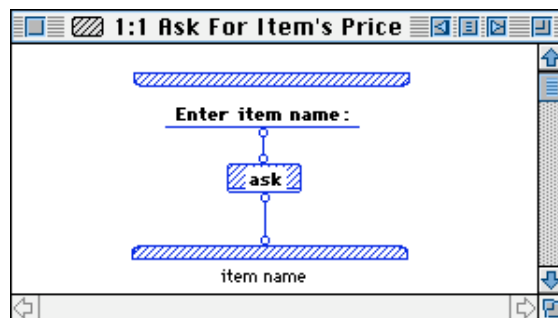 1:1 Ask For Item's Price
Enter item name:
ask
item name